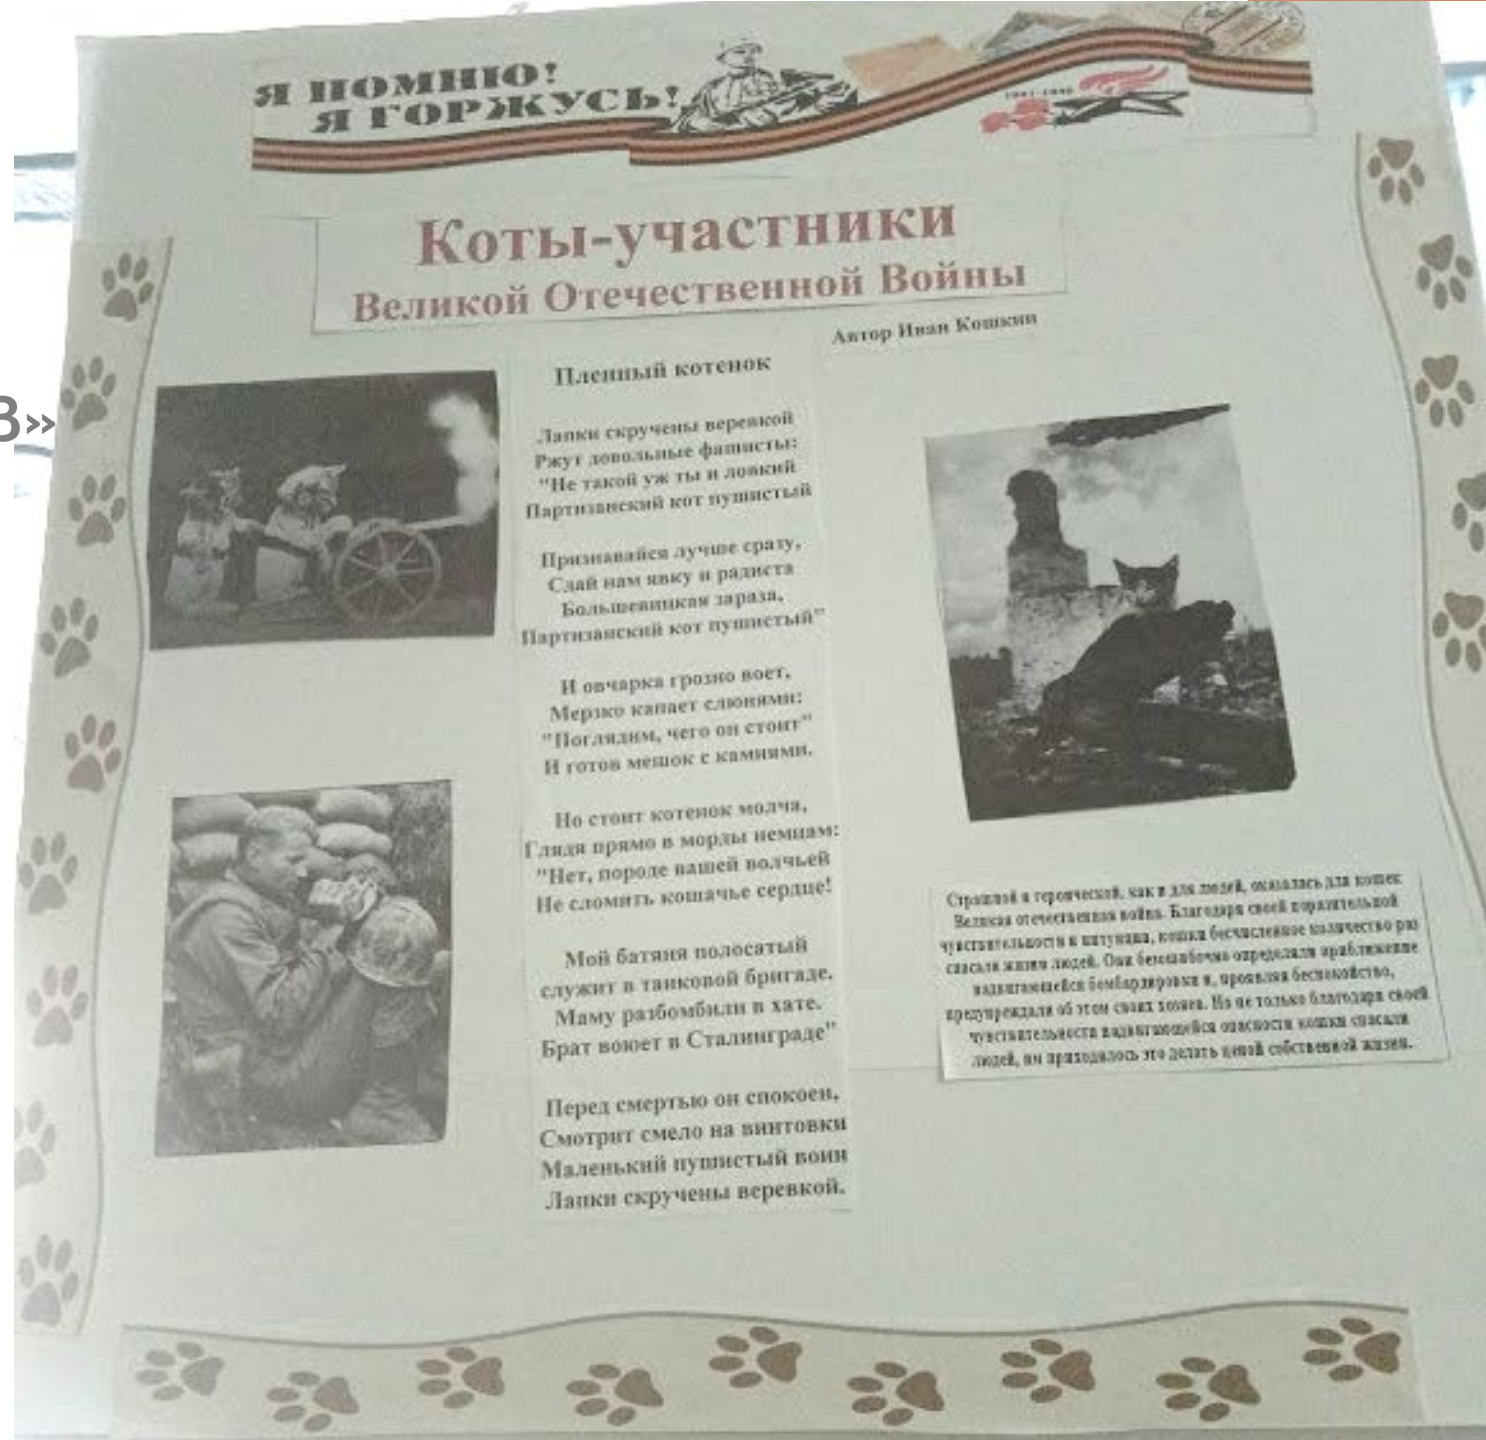 В»
Я ПОМНЮ!
Я ГОРЖУСЬ!
1941-1945
Коты-участники
Великой Отечественной Войны
Автор Иван Кошкин
Пленный котенок
Лапки скручены веревкой
Ржут довольные фашисты:
"Не такой уж ты и ловкий
Партизанский кот пушистый
Признавайся лучше сразу,
Сдай нам явку и радиста
Большевицкая зараза,
Партизанский кот пушистый"
И овчарка грозно воет,
Мерзко капает слюнями:
"Поглядим, чего он стоит"
И готов мешок с камнями.
Но стоит котенок молча,
Глядя прямо в морды немцам:
"Нет, породе вашей волчьей
Не сломить кошачье сердце!
Мой батяня полосатый
служит в танковой бригаде.
Маму разбомбили в хате.
Брат воюет в Сталинграде"
Перед смертью он спокоен,
Смотрит смело на винтовки
Маленький пушистый воин
Лапки скручены веревкой.
Страшной и героической, как и для людей, оказалась для кошек
Великая отечественная война. Благодаря своей поразительной
чувствительности и интуиции, кошки бесчисленное количество раз
спасали жизни людей. Они безошибочно определяли приближение
надвигающейся бомбардировки и, проявляя беспокойство,
предупреждали об этом своих хозяев. Но не только благодаря своей
чувствительности надвигающейся опасности кошки спасали
людей, им приходилось это делать ценой собственной жизни.